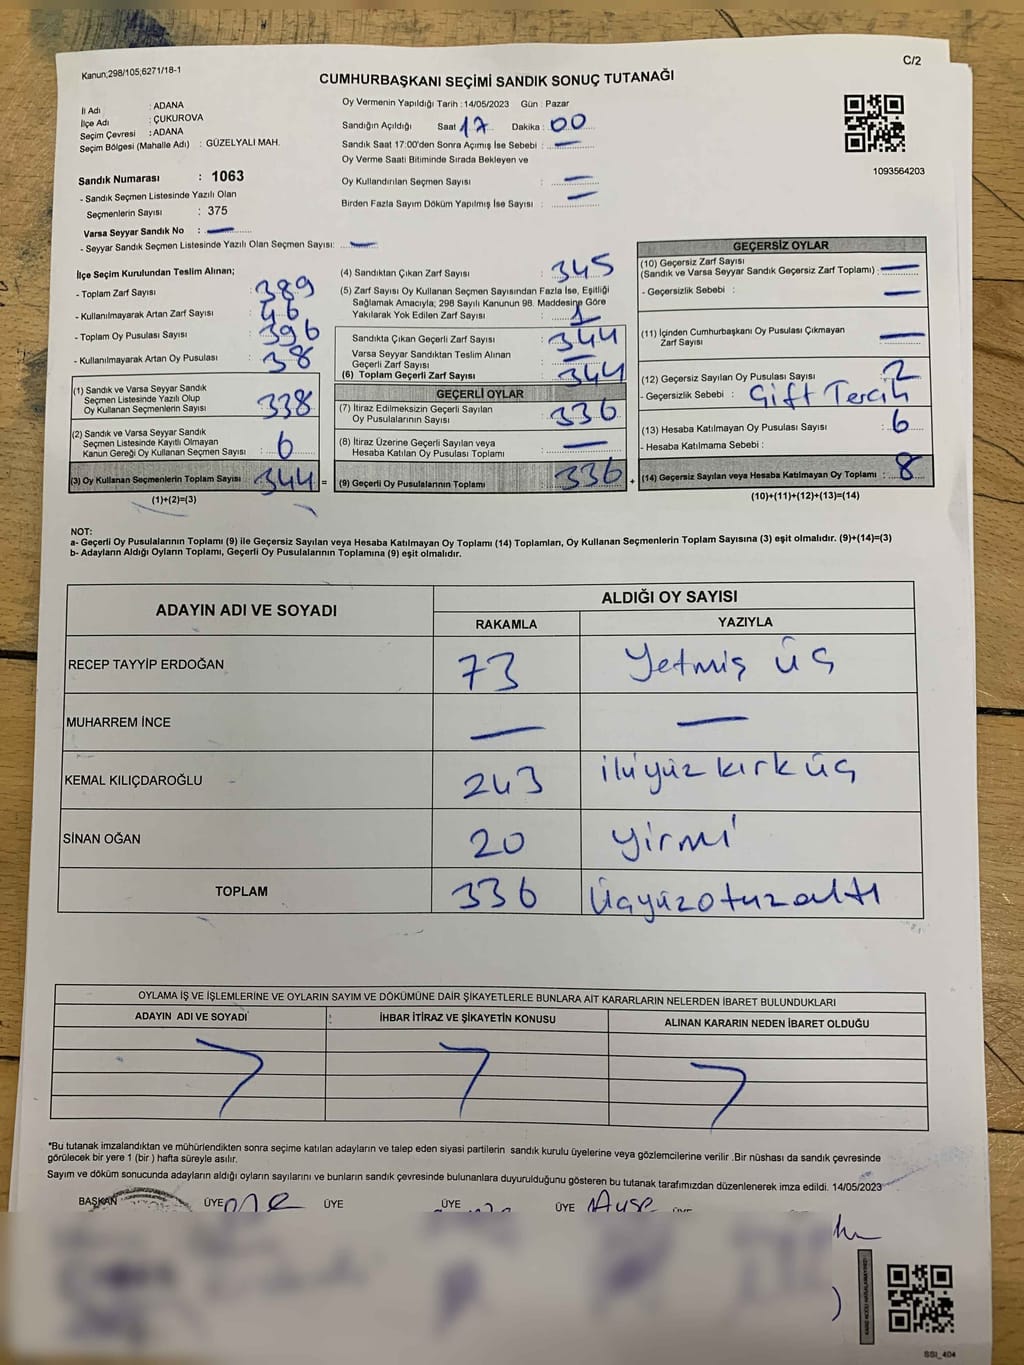 Kanun;298/105;6271/18-1
C/2
CUMHURBAŞKANI SEÇİMİ SANDIK SONUÇ TUTANAĞI
İl Adı : ADANA
İlçe Adı : ÇUKUROVA
Seçim Çevresi : ADANA
Seçim Bölgesi (Mahalle Adı) : GÜZELYALI MAH.
Sandık Numarası : 1063
- Sandık Seçmen Listesinde Yazılı Olan
Seçmenlerin Sayısı : 375
Varsa Seyyar Sandık No : —
- Seyyar Sandık Seçmen Listesinde Yazılı Olan Seçmen Sayısı: —
Oy Vermenin Yapıldığı Tarih : 14/05/2023 Gün : Pazar
Sandığın Açıldığı Saat 17 Dakika : 00
Sandık Saat 17:00'den Sonra Açımış İse Sebebi : —
Oy Verme Saati Bitiminde Sırada Bekleyen ve
Oy Kullandırılan Seçmen Sayısı : —
Birden Fazla Sayım Döküm Yapılmış İse Sayısı : —
1093564203
İlçe Seçim Kurulundan Teslim Alınan;
- Toplam Zarf Sayısı : 389
- Kullanılmayarak Artan Zarf Sayısı : 46
- Toplam Oy Pusulası Sayısı : 396
- Kullanılmayarak Artan Oy Pusulası : 38
(1) Sandık ve Varsa Seyyar Sandık
Seçmen Listesinde Yazılı Olup
Oy Kullanan Seçmenlerin Sayısı : 338
(2) Sandık ve Varsa Seyyar Sandık
Seçmen Listesinde Kayıtlı Olmayan
Kanun Gereği Oy Kullanan Seçmen Sayısı : 6
(3) Oy Kullanan Seçmenlerin Toplam Sayısı : 344 =
(1)+(2)=(3)
(4) Sandıktan Çıkan Zarf Sayısı : 345
(5) Zarf Sayısı Oy Kullanan Seçmen Sayısından Fazla İse, Eşitliği
Sağlamak Amacıyla; 298 Sayılı Kanunun 98. Maddesine Göre
Yakılarak Yok Edilen Zarf Sayısı : 1
Sandıkta Çıkan Geçerli Zarf Sayısı : 344
Varsa Seyyar Sandıktan Teslim Alınan
Geçerli Zarf Sayısı : —
(6) Toplam Geçerli Zarf Sayısı : 344
GEÇERLİ OYLAR
(7) İtiraz Edilmeksizin Geçerli Sayılan
Oy Pusulalarının Sayısı : 336
(8) İtiraz Üzerine Geçerli Sayılan veya
Hesaba Katılan Oy Pusulası Toplamı : —
(9) Geçerli Oy Pusulalarının Toplamı : 336 +
GEÇERSİZ OYLAR
(10) Geçersiz Zarf Sayısı
(Sandık ve Varsa Seyyar Sandık Geçersiz Zarf Toplamı) : —
- Geçersizlik Sebebi : —
(11) İçinden Cumhurbaşkanı Oy Pusulası Çıkmayan
Zarf Sayısı : —
(12) Geçersiz Sayılan Oy Pusulası Sayısı : 2
- Geçersizlik Sebebi : Çift Tercih
(13) Hesaba Katılmayan Oy Pusulası Sayısı : 6
- Hesaba Katılmama Sebebi :
(14) Geçersiz Sayılan veya Hesaba Katılmayan Oy Toplamı : 8
(10)+(11)+(12)+(13)=(14)
NOT:
a- Geçerli Oy Pusulalarının Toplamı (9) ile Geçersiz Sayılan veya Hesaba Katılmayan Oy Toplamı (14) Toplamları, Oy Kullanan Seçmenlerin Toplam Sayısına (3) eşit olmalıdır. (9)+(14)=(3)
b- Adayların Aldığı Oyların Toplamı, Geçerli Oy Pusulalarının Toplamına (9) eşit olmalıdır.
ADAYIN ADI VE SOYADI ALDIĞI OY SAYISI
RAKAMLA YAZIYLA
RECEP TAYYİP ERDOĞAN 73 Yetmiş üç
MUHARREM İNCE — —
KEMAL KILIÇDAROĞLU 243 ikiyüz kırk üç
SİNAN OĞAN 20 yirmi
TOPLAM 336 Üçyüzotuzaltı
OYLAMA İŞ VE İŞLEMLERİNE VE OYLARIN SAYIM VE DÖKÜMÜNE DAİR ŞİKAYETLERLE BUNLARA AİT KARARLARIN NELERDEN İBARET BULUNDUKLARI
ADAYIN ADI VE SOYADI İHBAR İTİRAZ VE ŞİKAYETİN KONUSU ALINAN KARARIN NEDEN İBARET OLDUĞU
*Bu tutanak imzalandıktan ve mühürlendikten sonra seçime katılan adayların ve talep eden siyasi partilerin sandık kurulu üyelerine veya gözlemcilerine verilir .Bir nüshası da sandık çevresinde
görülecek bir yere 1 (bir ) hafta süreyle asılır.
Sayım ve döküm sonucunda adayların aldığı oyların sayılarını ve bunların sandık çevresinde bulunanlara duyurulduğunu gösteren bu tutanak tarafımızdan düzenlenerek imza edildi. 14/05/2023
BAŞKAN ÜYE ÜYE ÜYE ÜYE ÜYE
SSI_404